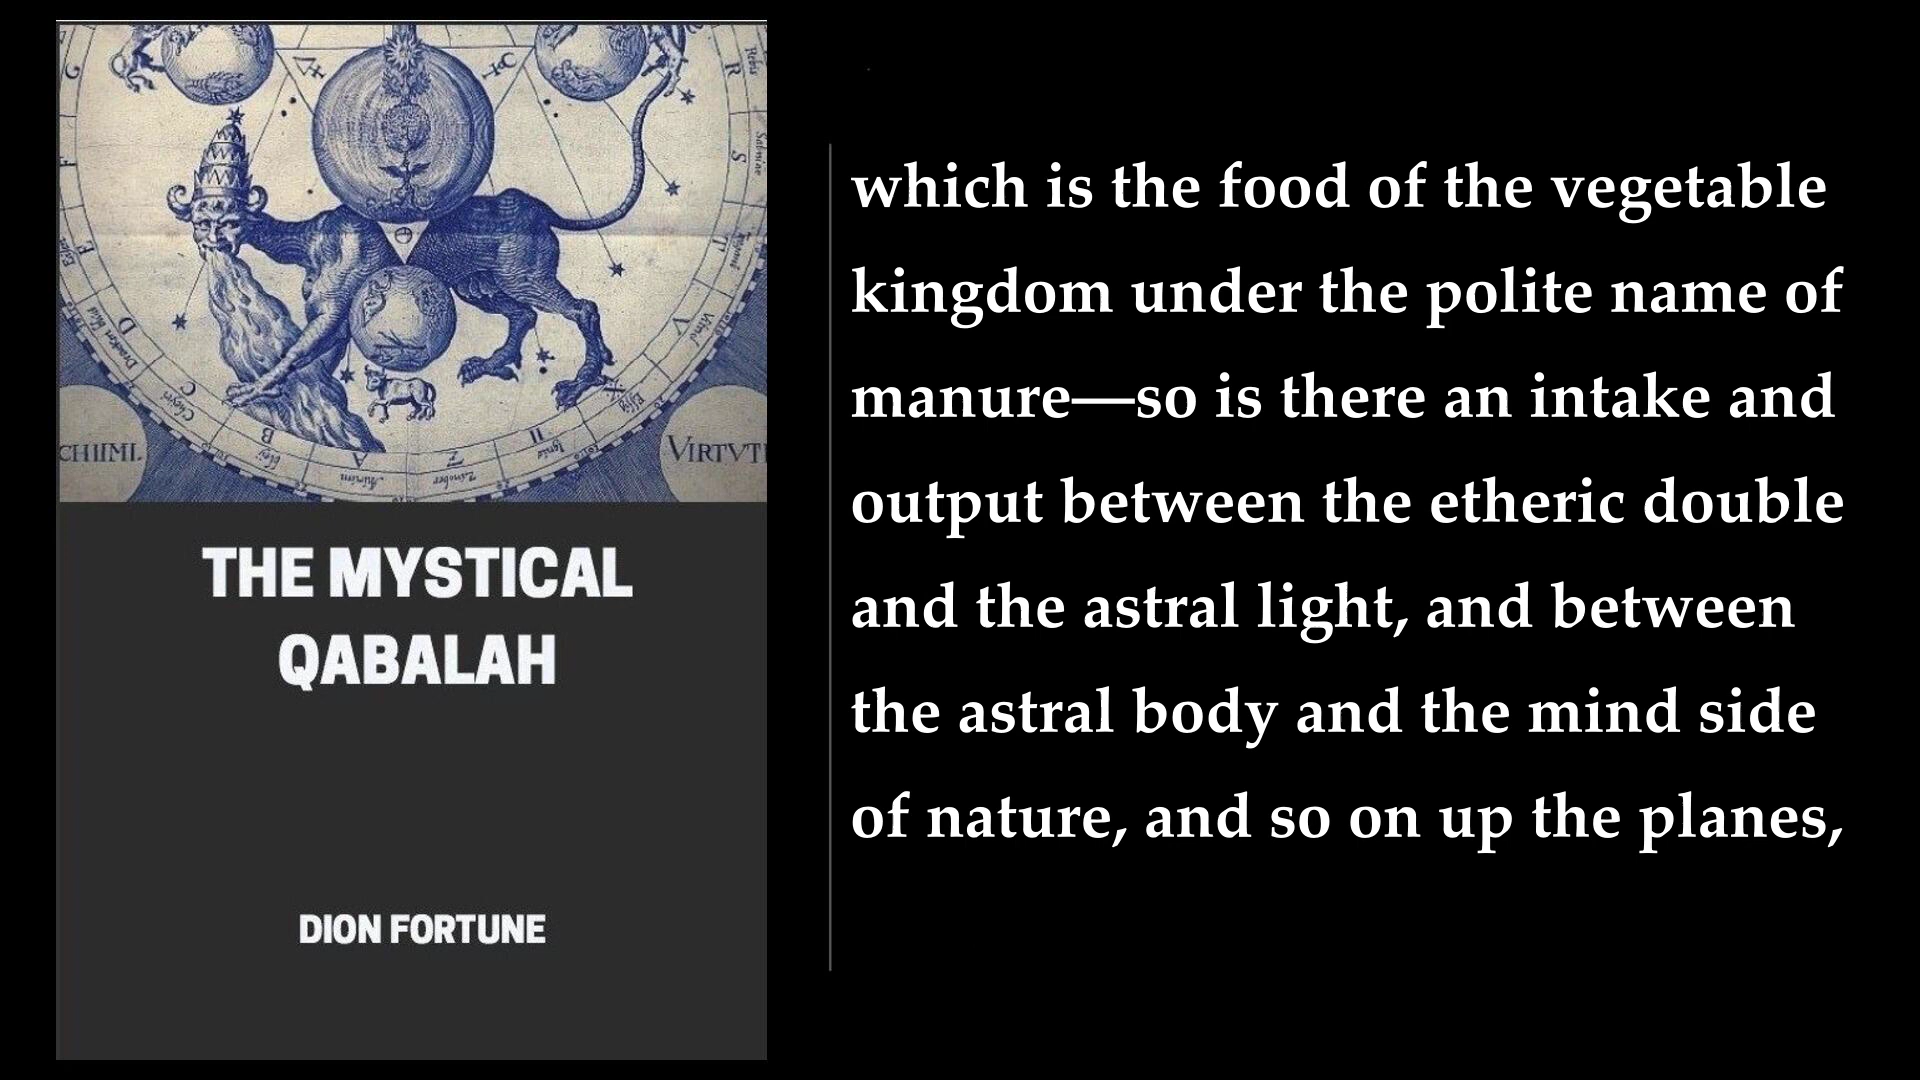 CHIIMI.
VIRTVTI
THE MYSTICAL
QABALAH
DION FORTUNE
which is the food of the vegetable
kingdom under the polite name of
manure—so is there an intake and
output between the etheric double
and the astral light, and between
the astral body and the mind side
of nature, and so on up the planes,